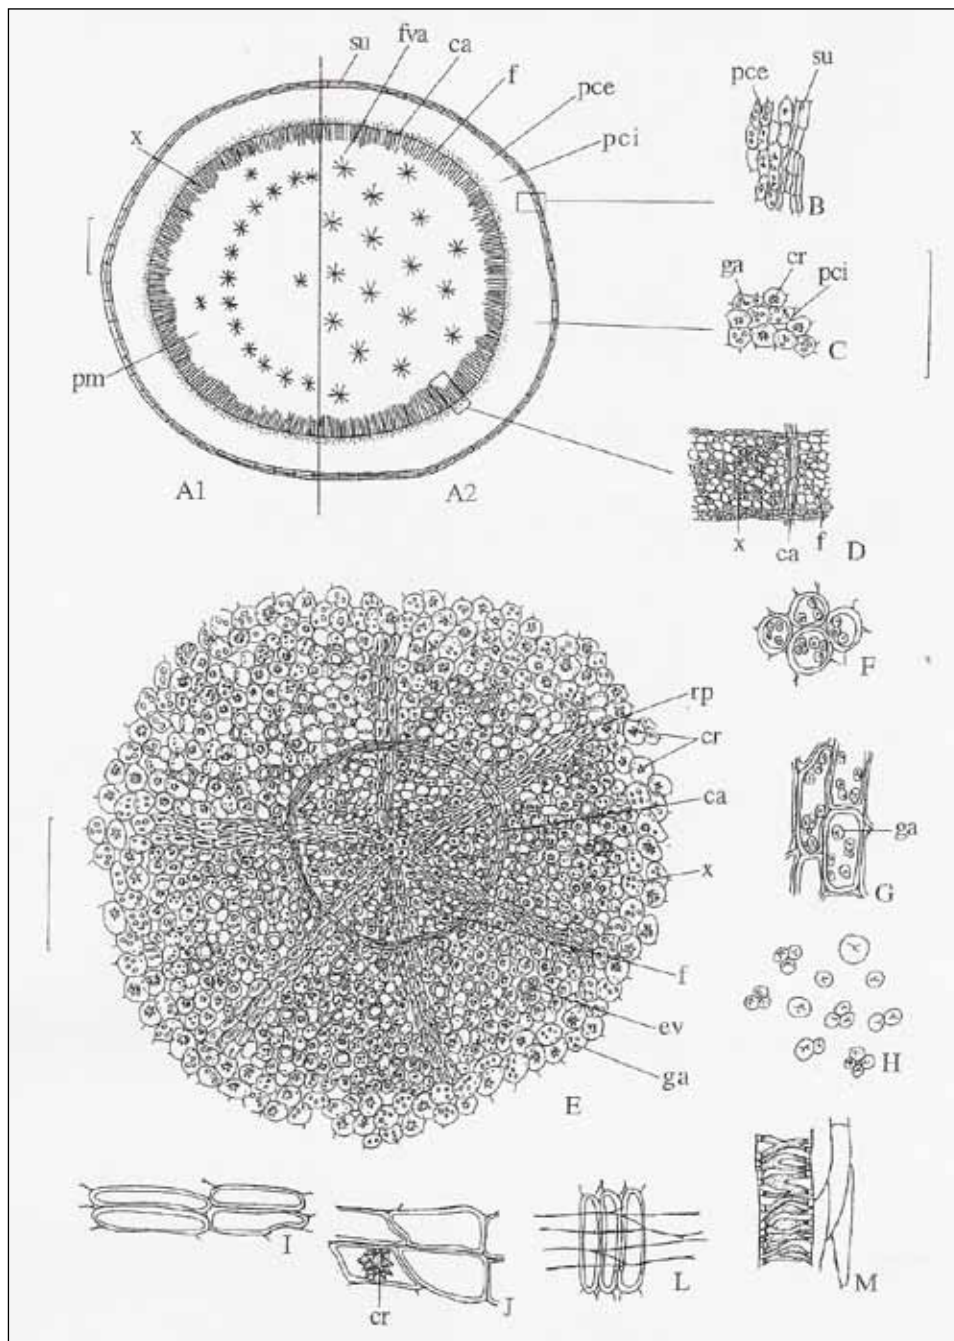 su fva ca f pce pci
x
pm
A1 A2
pce su
B
ga cr pci
C
x ca f D
F
rp
cr
ca
x
f
ev
ga
E
ga
G
H
I
cr
J
L
M